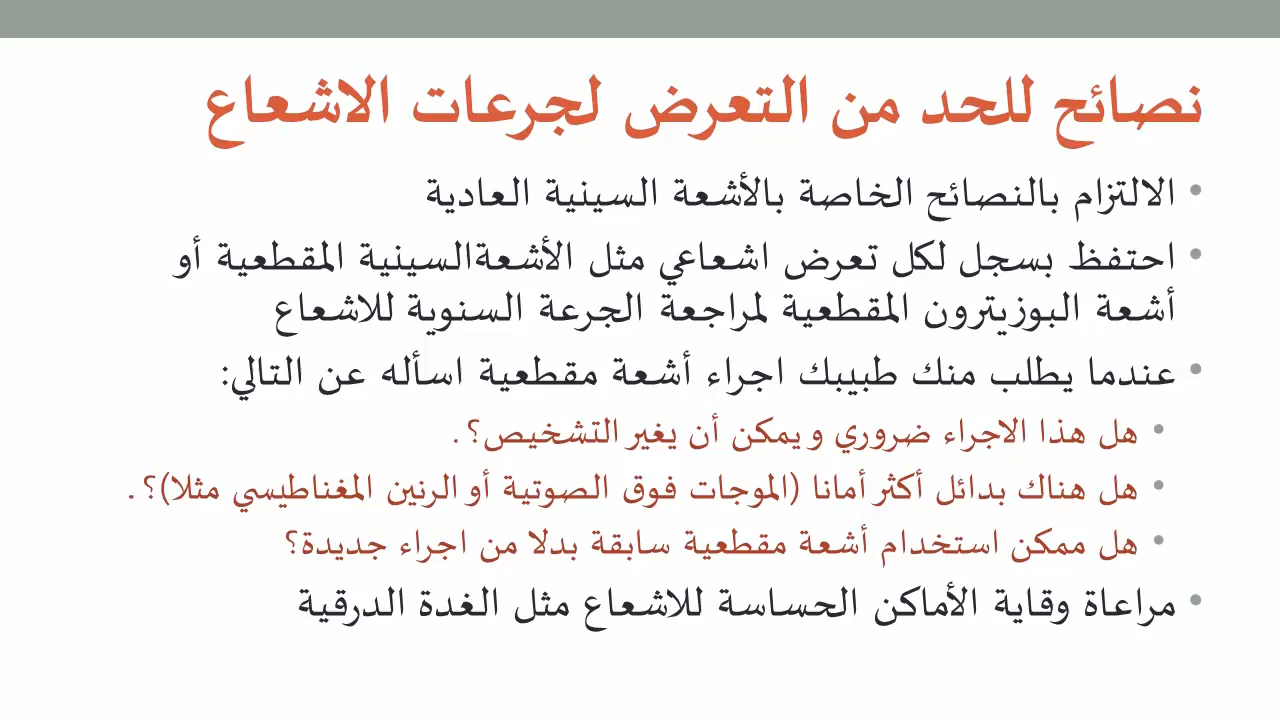 نصائح للحد من التعرض لجرعات الاشعاع
• الالتزام بالنصائح الخاصة بالأشعة السينية العادية
• احتفظ بسجل لكل تعرض اشعاعي مثل الأشعةالسينية المقطعية أو
أشعة البوزيترون المقطعية لمراجعة الجرعة السنوية للاشعاع
• عندما يطلب منك طبيبك اجراء أشعة مقطعية اسأله عن التالي:
• هل هذا الاجراء ضروري و يمكن أن يغير التشخيص؟ .
• هل هناك بدائل أكثر أمانا (الموجات فوق الصوتية أو الرنين المغناطيسي مثلا)؟ .
• هل ممكن استخدام أشعة مقطعية سابقة بدلا من اجراء جديدة؟
• مراعاة وقاية الأماكن الحساسة للاشعاع مثل الغدة الدرقية